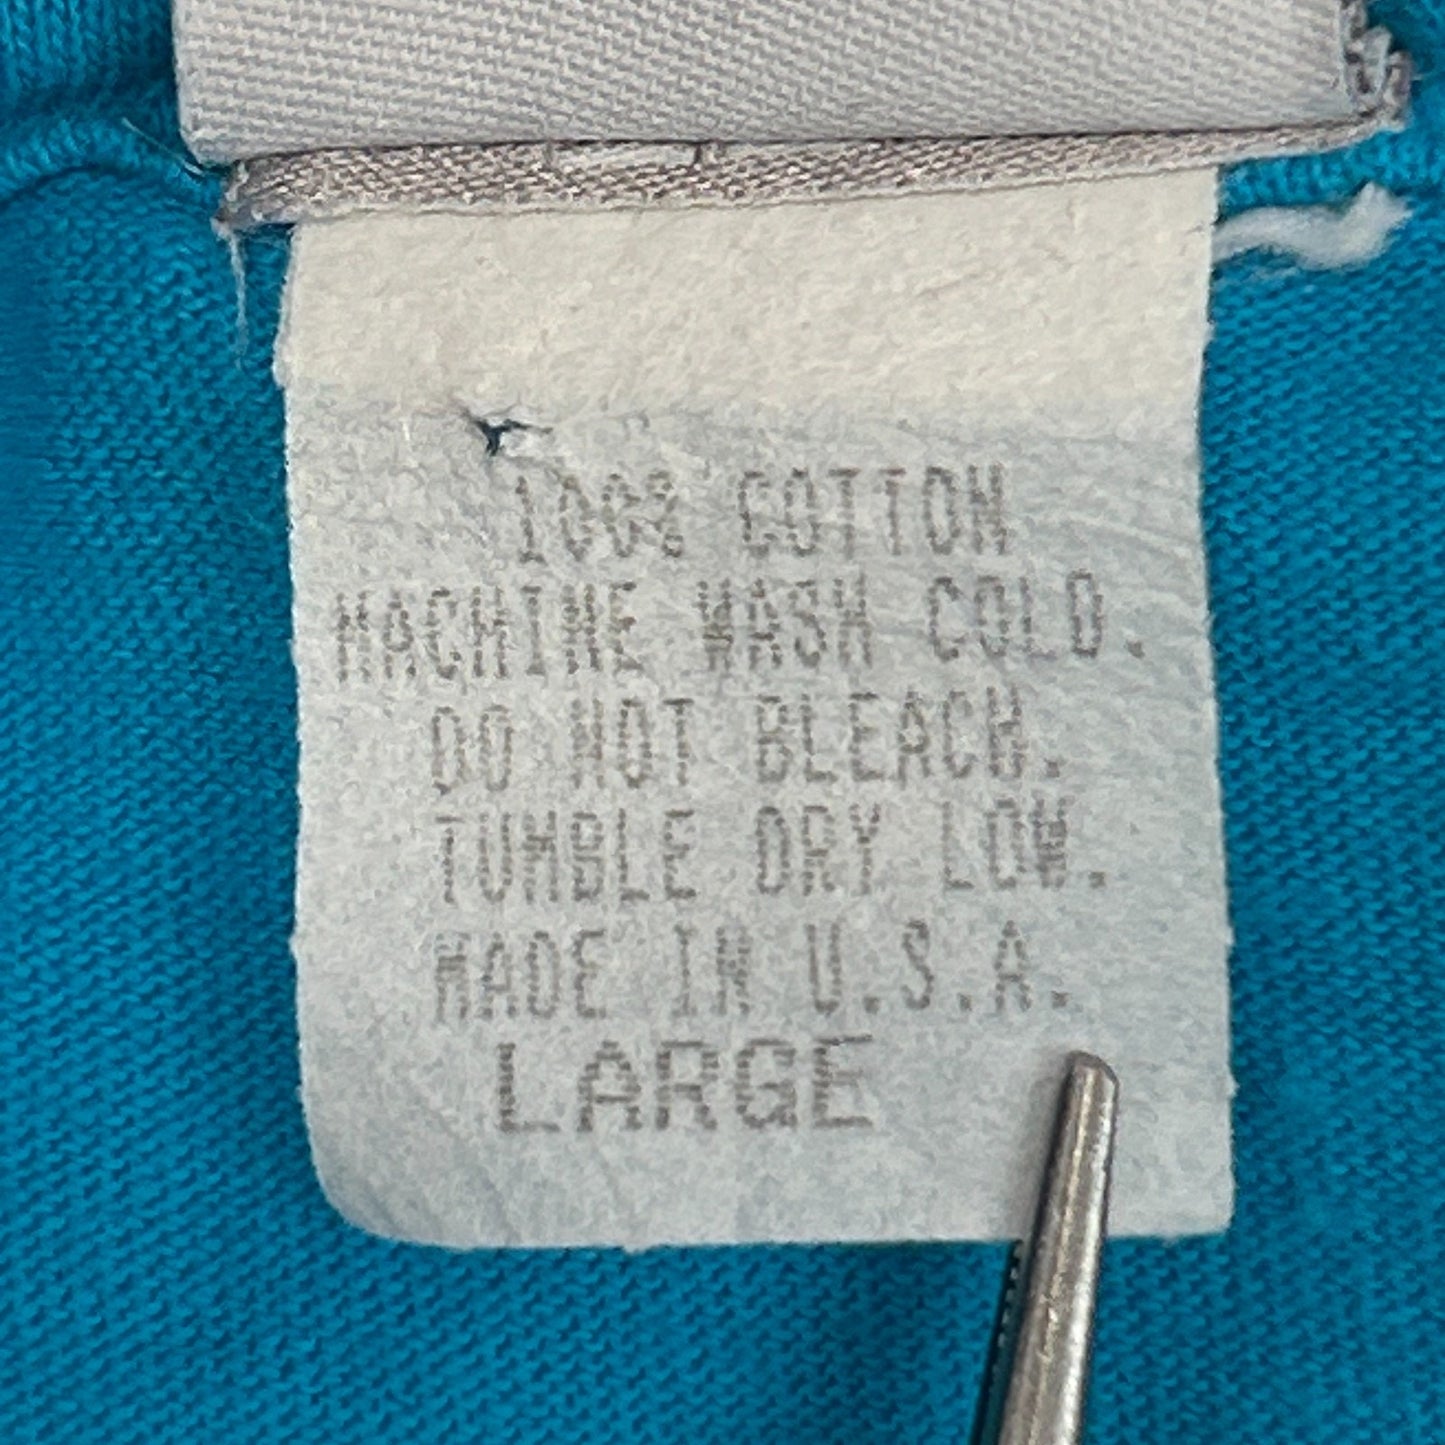 100% COTTON
MACHINE WASH COLD.
DO NOT BLEACH.
TUMBLE DRY LOW.
MADE IN U.S.A.
LARGE